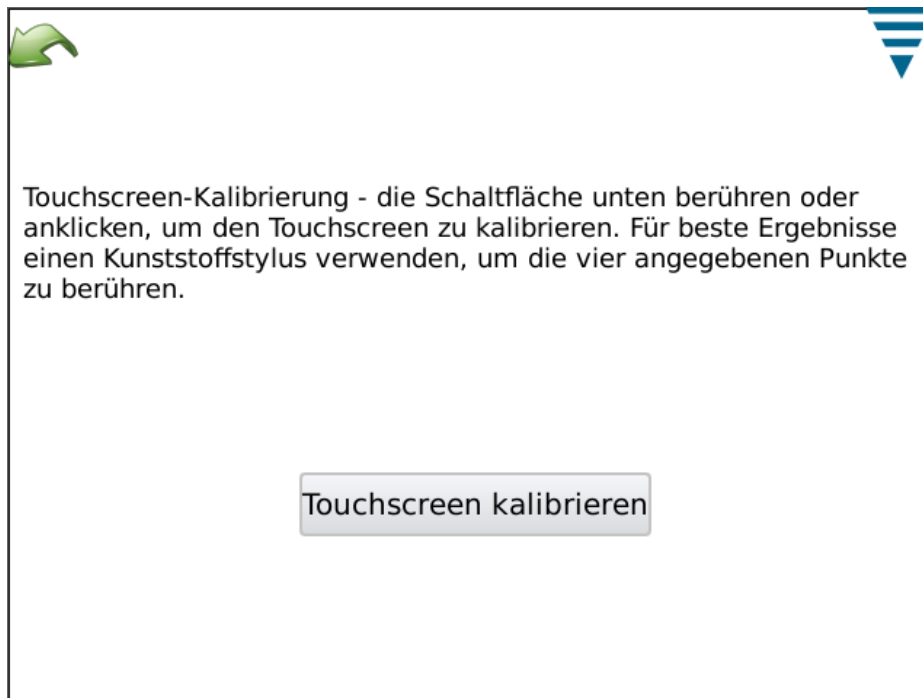 Touchscreen-Kalibrierung - die Schaltfläche unten berühren oder
anklicken, um den Touchscreen zu kalibrieren. Für beste Ergebnisse
einen Kunststoffstylus verwenden, um die vier angegebenen Punkte
zu berühren.
Touchscreen kalibrieren